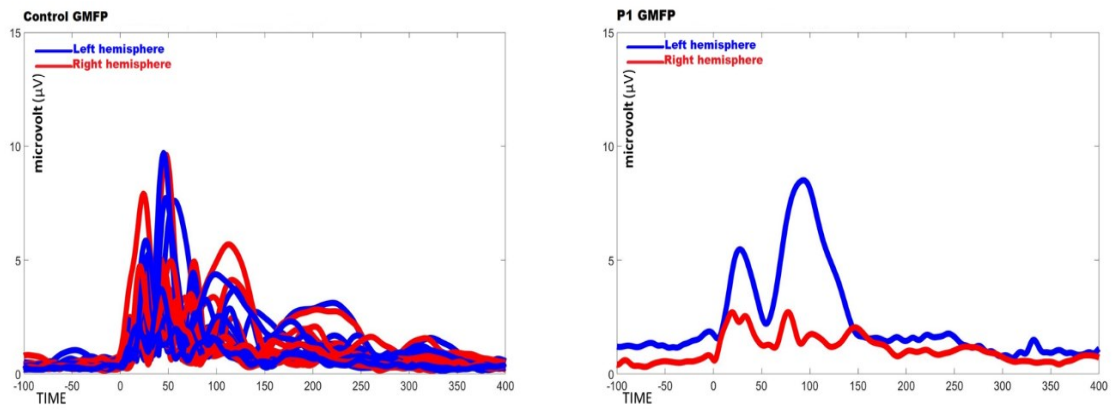 Control GMFP
15
Left hemisphere
Right hemisphere
microvolt (µV)
10
5
0
-100 -50 0 50 100 150 200 250 300 350 400
TIME
P1 GMFP
15
Left hemisphere
Right hemisphere
microvolt (µV)
10
5
0
-100 -50 0 50 100 150 200 250 300 350 400
TIME